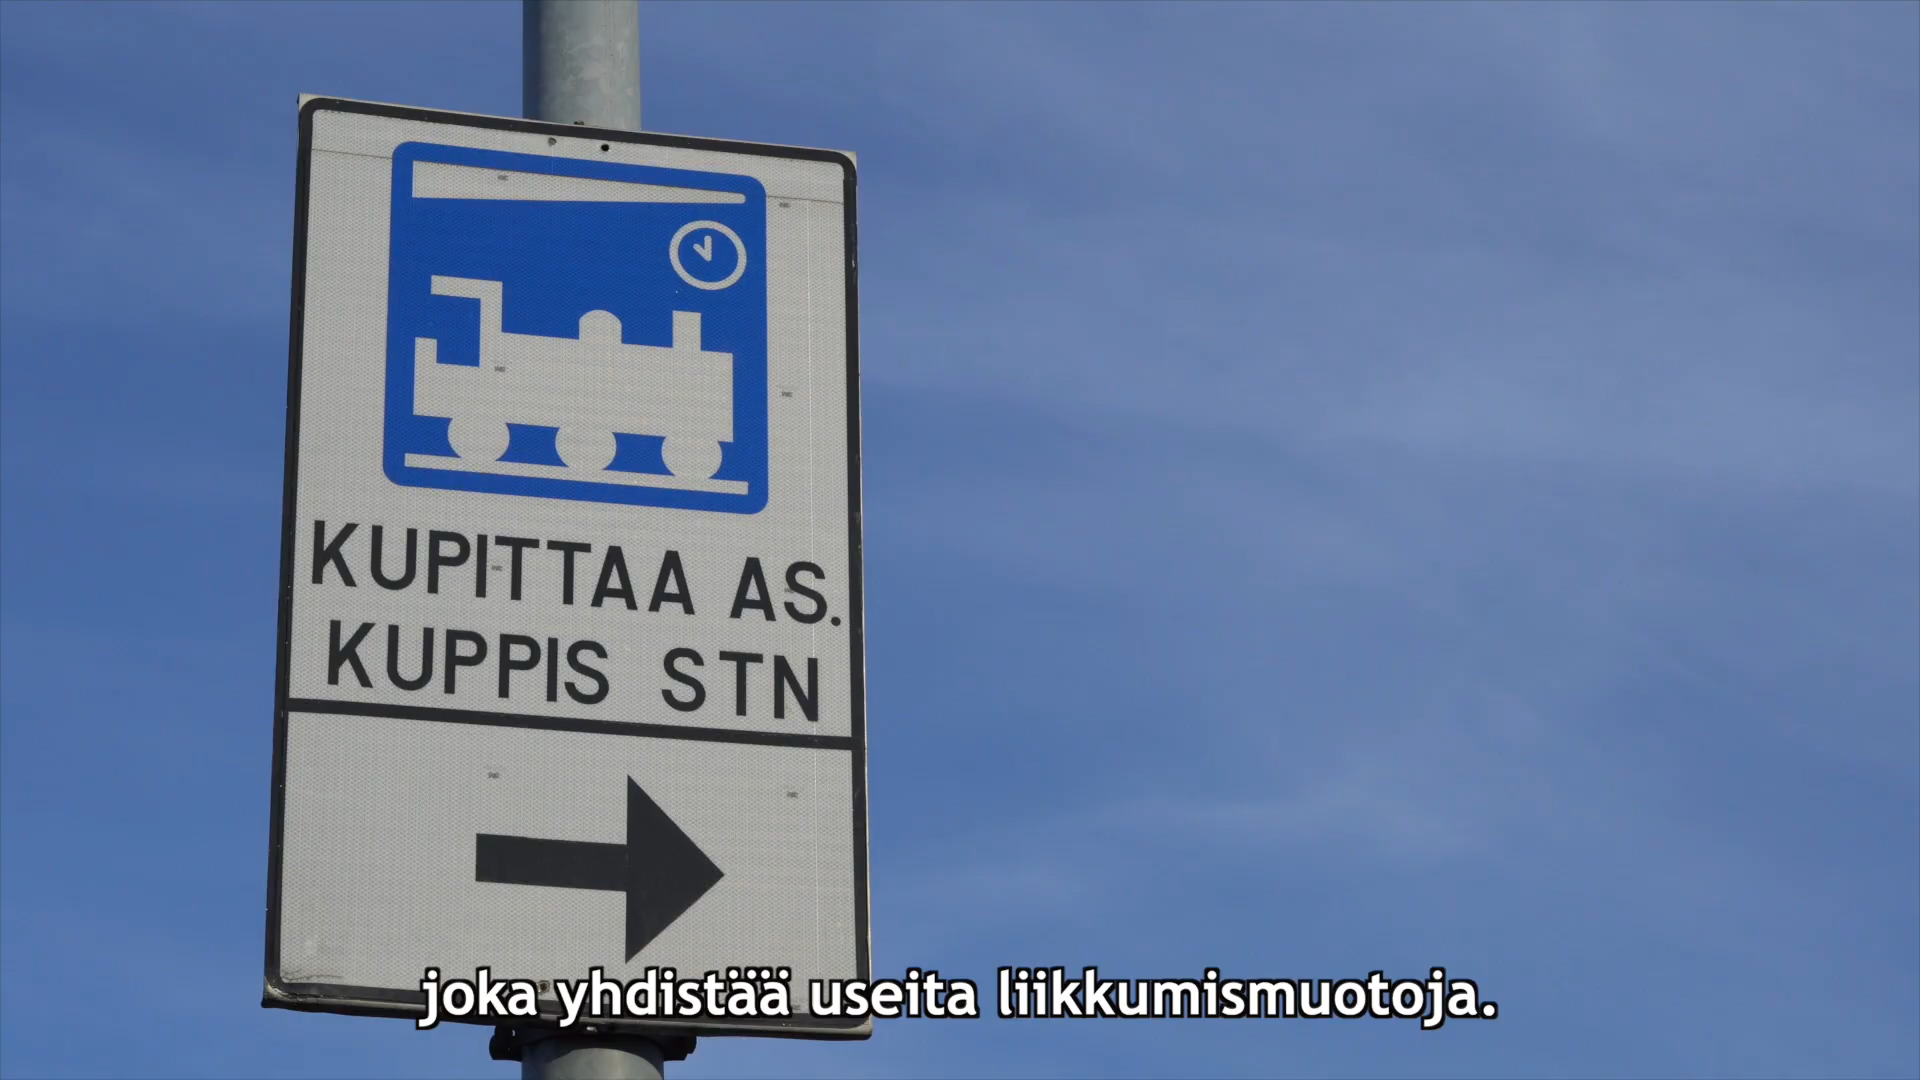 KUPITTAA AS.
KUPPIS STN
joka yhdistää useita liikkumismuotoja.